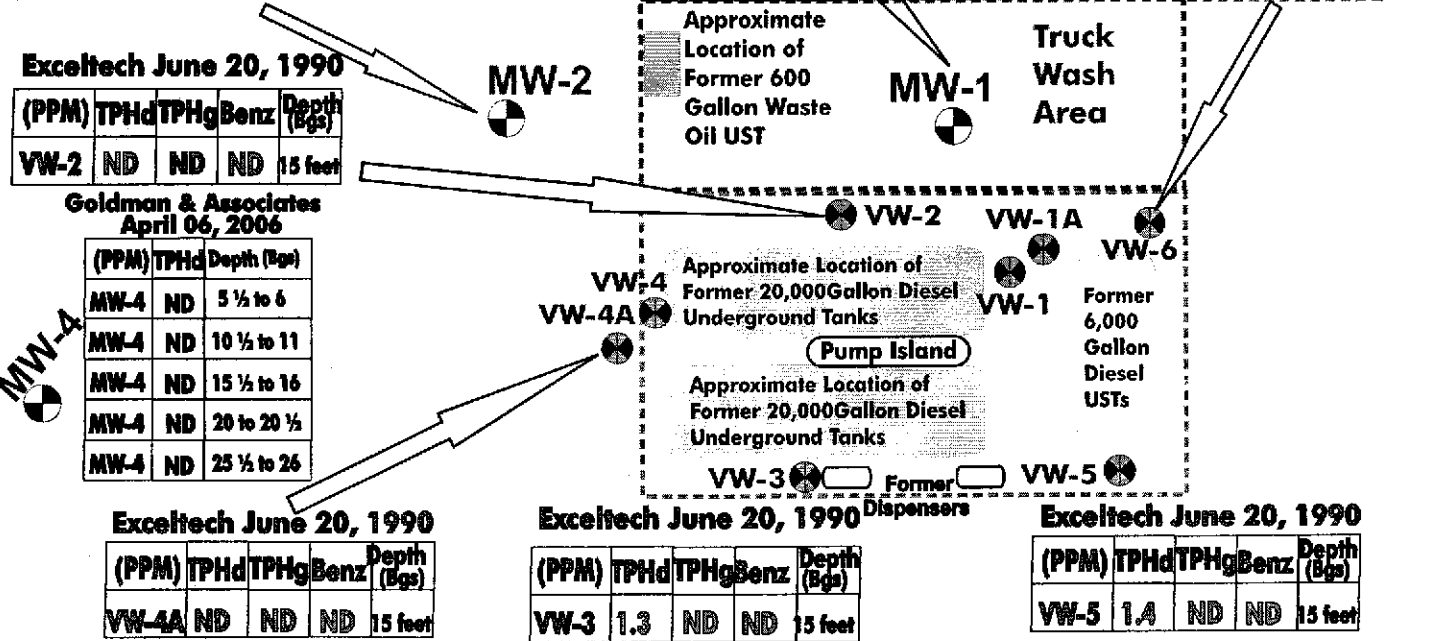 Exceltech June 20, 1990
(PPM) TPHd TPHg Benz Depth (Bgs)
VW-2 ND ND ND 15 feet
Goldman & Associates
April 06, 2006
(PPM) TPHd Depth (Bgs)
MW-4 ND 5 ½ to 6
MW-4 ND 10 ½ to 11
MW-4 ND 15 ½ to 16
MW-4 ND 20 to 20 ½
MW-4 ND 25 ½ to 26
MW-4
MW-2
Approximate
Location of
Former 600
Gallon Waste
Oil UST
MW-1
Truck
Wash
Area
VW-2
VW-1A
VW-6
VW-1
VW-4
VW-4A
Approximate Location of
Former 20,000Gallon Diesel
Underground Tanks
Pump Island
Approximate Location of
Former 20,000Gallon Diesel
Underground Tanks
Former
6,000
Gallon
Diesel
USTs
VW-3
Former
Dispensers
VW-5
Exceltech June 20, 1990
(PPM) TPHd TPHg Benz Depth (Bgs)
VW-4A ND ND ND 15 feet
Exceltech June 20, 1990
(PPM) TPHd TPHg Benz Depth (Bgs)
VW-3 1.3 ND ND 15 feet
Exceltech June 20, 1990
(PPM) TPHd TPHg Benz Depth (Bgs)
VW-5 1.4 ND ND 15 feet